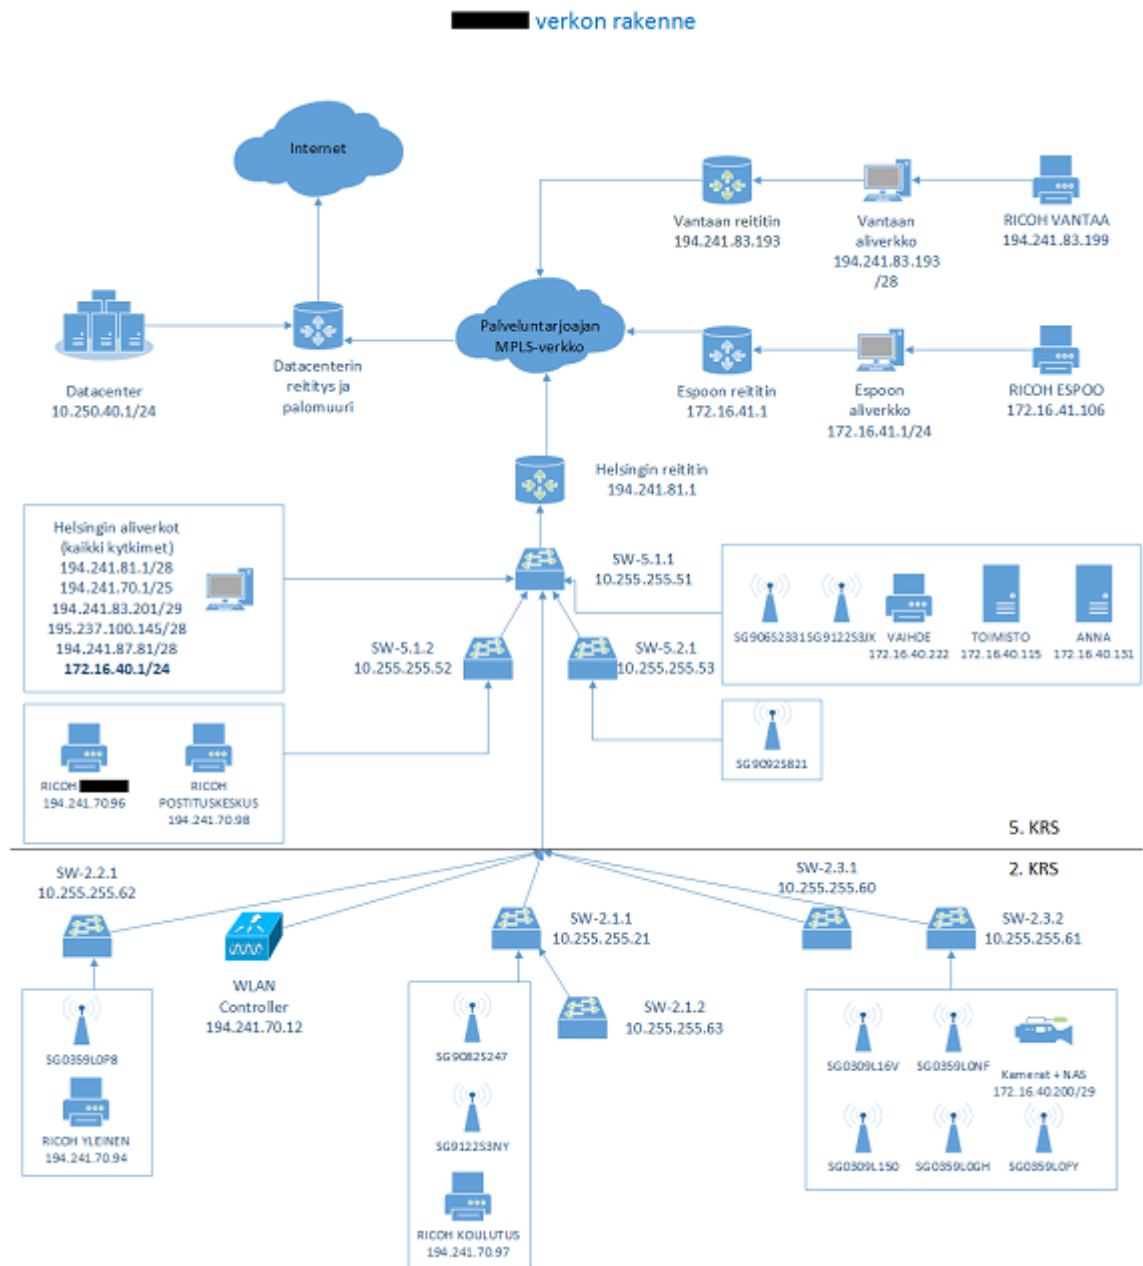 verkon rakenne
Internet
Vantaan reititin
194.241.83.193
Vantaan
aliverkko
194.241.83.193
/28
RICOH VANTAA
194.241.83.199
Palveluntarjoajan
MPLS-verkko
Datacenter
10.250.40.1/24
Datacenterin
reititys ja
palomuuri
Espoon reititin
172.16.41.1
Espoon
aliverkko
172.16.41.1/24
RICOH ESPOO
172.16.41.106
Helsingin reititin
194.241.81.1
Helsingin aliverkot
(kaikki kytkimet)
194.241.81.1/28
194.241.70.1/25
194.241.83.201/29
195.237.100.145/28
194.241.87.81/28
172.16.40.1/24
SW-5.1.1
10.255.255.51
SW-5.1.2
10.255.255.52
SW-5.2.1
10.255.255.53
SG90652331
SG9122S3JX
VAIHDE
172.16.40.222
TOIMISTO
172.16.40.115
ANNA
172.16.40.131
SG9092S821
RICOH
194.241.70.96
RICOH
POSTITUSKESKUS
194.241.70.98
5. KRS
2. KRS
SW-2.2.1
10.255.255.62
WLAN
Controller
194.241.70.12
SW-2.1.1
10.255.255.21
SW-2.1.2
10.255.255.63
SW-2.3.1
10.255.255.60
SW-2.3.2
10.255.255.61
SG0359L0P8
RICOH YLEINEN
194.241.70.94
SG9082S247
SG9122S3NY
RICOH KOULUTUS
194.241.70.97
SG0309L16V
SG0359L0NF
Kamerat + NAS
172.16.40.200/29
SG0309L150
SG0359L0GH
SG0359L0PY